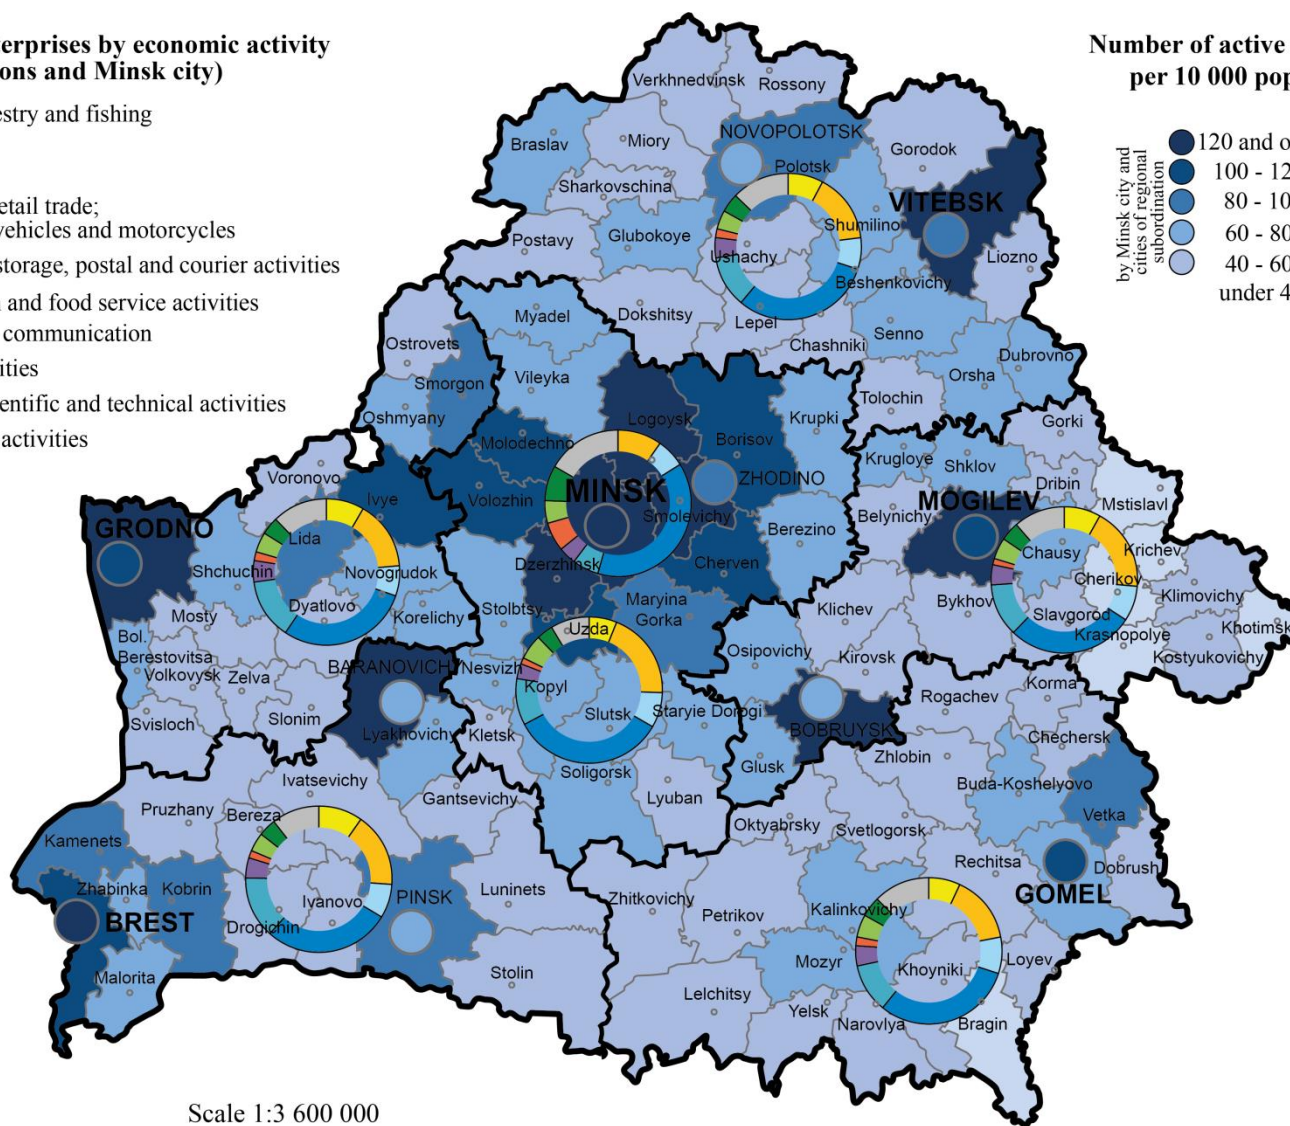 terprises by economic activity
ons and Minsk city)
estry and fishing
etail trade;
vehicles and motorcycles
storage, postal and courier activities
n and food service activities
communication
ities
entific and technical activities
activities
Number of active
per 10 000 pop
by Minsk city and
cities of regional
subordination
120 and o
100 - 12
80 - 10
60 - 80
40 - 60
under 4
Verkhnedvinsk
Rossony
NOVOPOLOTSK
Braslav
Miory
Gorodok
Polotsk
Sharkovschina
VITEBSK
Shumilino
Postavy
Glubokoye
Ushachy
Liozno
Beshenkovichy
Myadel
Dokshitsy
Lepel
Senno
Ostrovets
Chashniki
Dubrovno
Vileyka
Orsha
Smorgon
Tolochin
Oshmyany
Logoysk
Krupki
Gorki
Molodechno
Borisov
Voronovo
Krugloye
Shklov
ZHODINO
Dribin
MINSK
Ivye
Volozhin
MOGILEV
Mstislavl
Belynichy
GRODNO
Smolevichy
Berezino
Lida
Chausy
Krichev
Dzerzhinsk
Cherven
Shchuchin
Novogrudok
Cherikov
Klimovichy
Mosty
Dyatlovo
Stolbtsy
Maryina
Gorka
Klichev
Bykhov
Slavgorod
Korelichy
Uzda
Khotimsk
Bol.
Berestovitsa
Krasnopolye
Osipovichy
Kirovsk
Kostyukovichy
BARANOVICH
Nesvizh
Volkovysk
Zelva
Kopyl
Korma
Rogachev
Slutsk
Staryie Dorogi
Svisloch
Slonim
Lyakhovichy
Kletsk
BOBRUYSK
Chechersk
Zhlobin
Glusk
Ivatsevichy
Soligorsk
Buda-Koshelyovo
Gantsevichy
Lyuban
Pruzhany
Bereza
Vetka
Oktyabrsky
Svetlogorsk
Kamenets
Rechitsa
Dobrush
Zhabinka
Kobrin
PINSK
Luninets
Zhitkovichy
GOMEL
Ivanovo
Petrikov
Kalinkovichy
BREST
Drogichin
Mozyr
Loyev
Malorita
Stolin
Khoyniki
Lelchitsy
Yelsk
Narovlya
Bragin
Scale 1:3 600 000